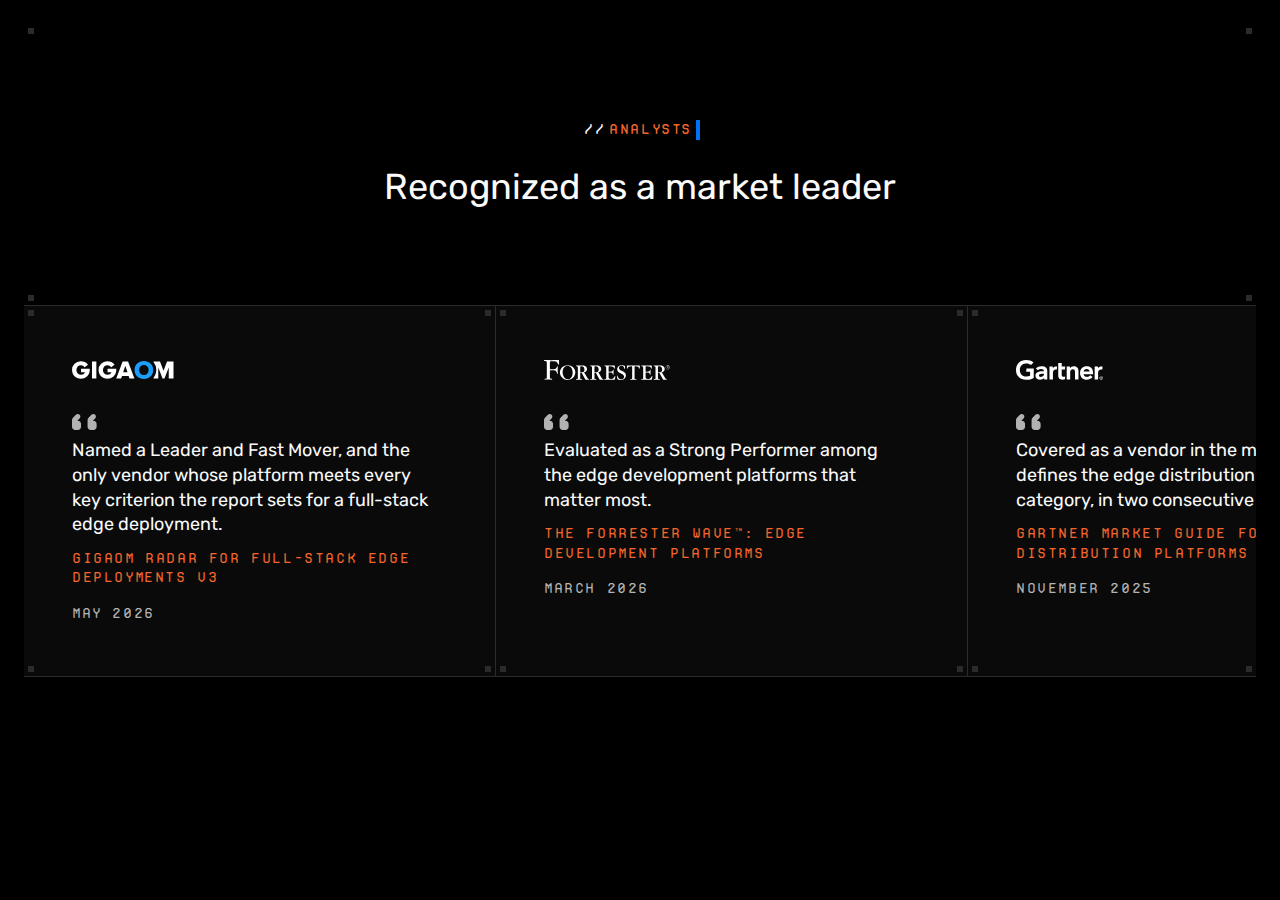 // ANALYSTS
Recognized as a market leader
GIGAOM
Named a Leader and Fast Mover, and the
only vendor whose platform meets every
key criterion the report sets for a full-stack
edge deployment.
GIGAOM RADAR FOR FULL-STACK EDGE
DEPLOYMENTS V3
MAY 2026
FORRESTER®
Evaluated as a Strong Performer among
the edge development platforms that
matter most.
THE FORRESTER WAVE™: EDGE
DEVELOPMENT PLATFORMS
MARCH 2026
Gartner
Covered as a vendor in the m
defines the edge distribution
category, in two consecutive
GARTNER MARKET GUIDE FO
DISTRIBUTION PLATFORMS
NOVEMBER 2025